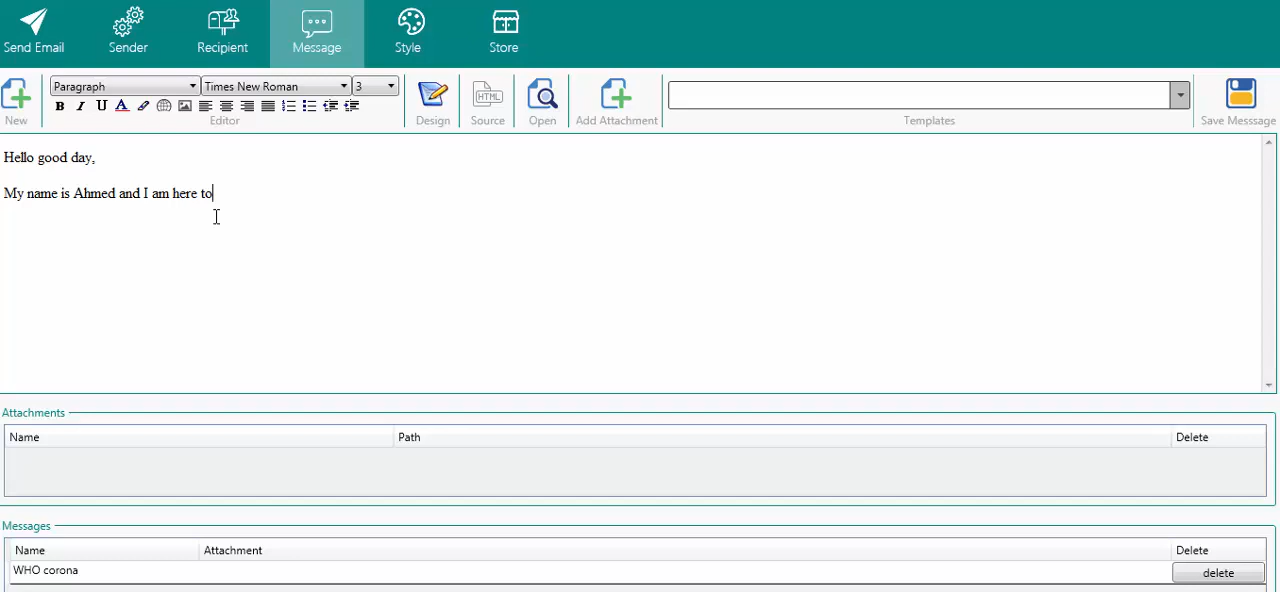 Send Email
Sender
Recipient
Message
Style
Store
Paragraph
Times New Roman
3
New
B I U A
Editor
Design
HTML
Source
Open
Add Attachment
Templates
Save Messsage
Hello good day,
My name is Ahmed and I am here to
Attachments
Name Path Delete
Messages
Name Attachment Delete
WHO corona delete